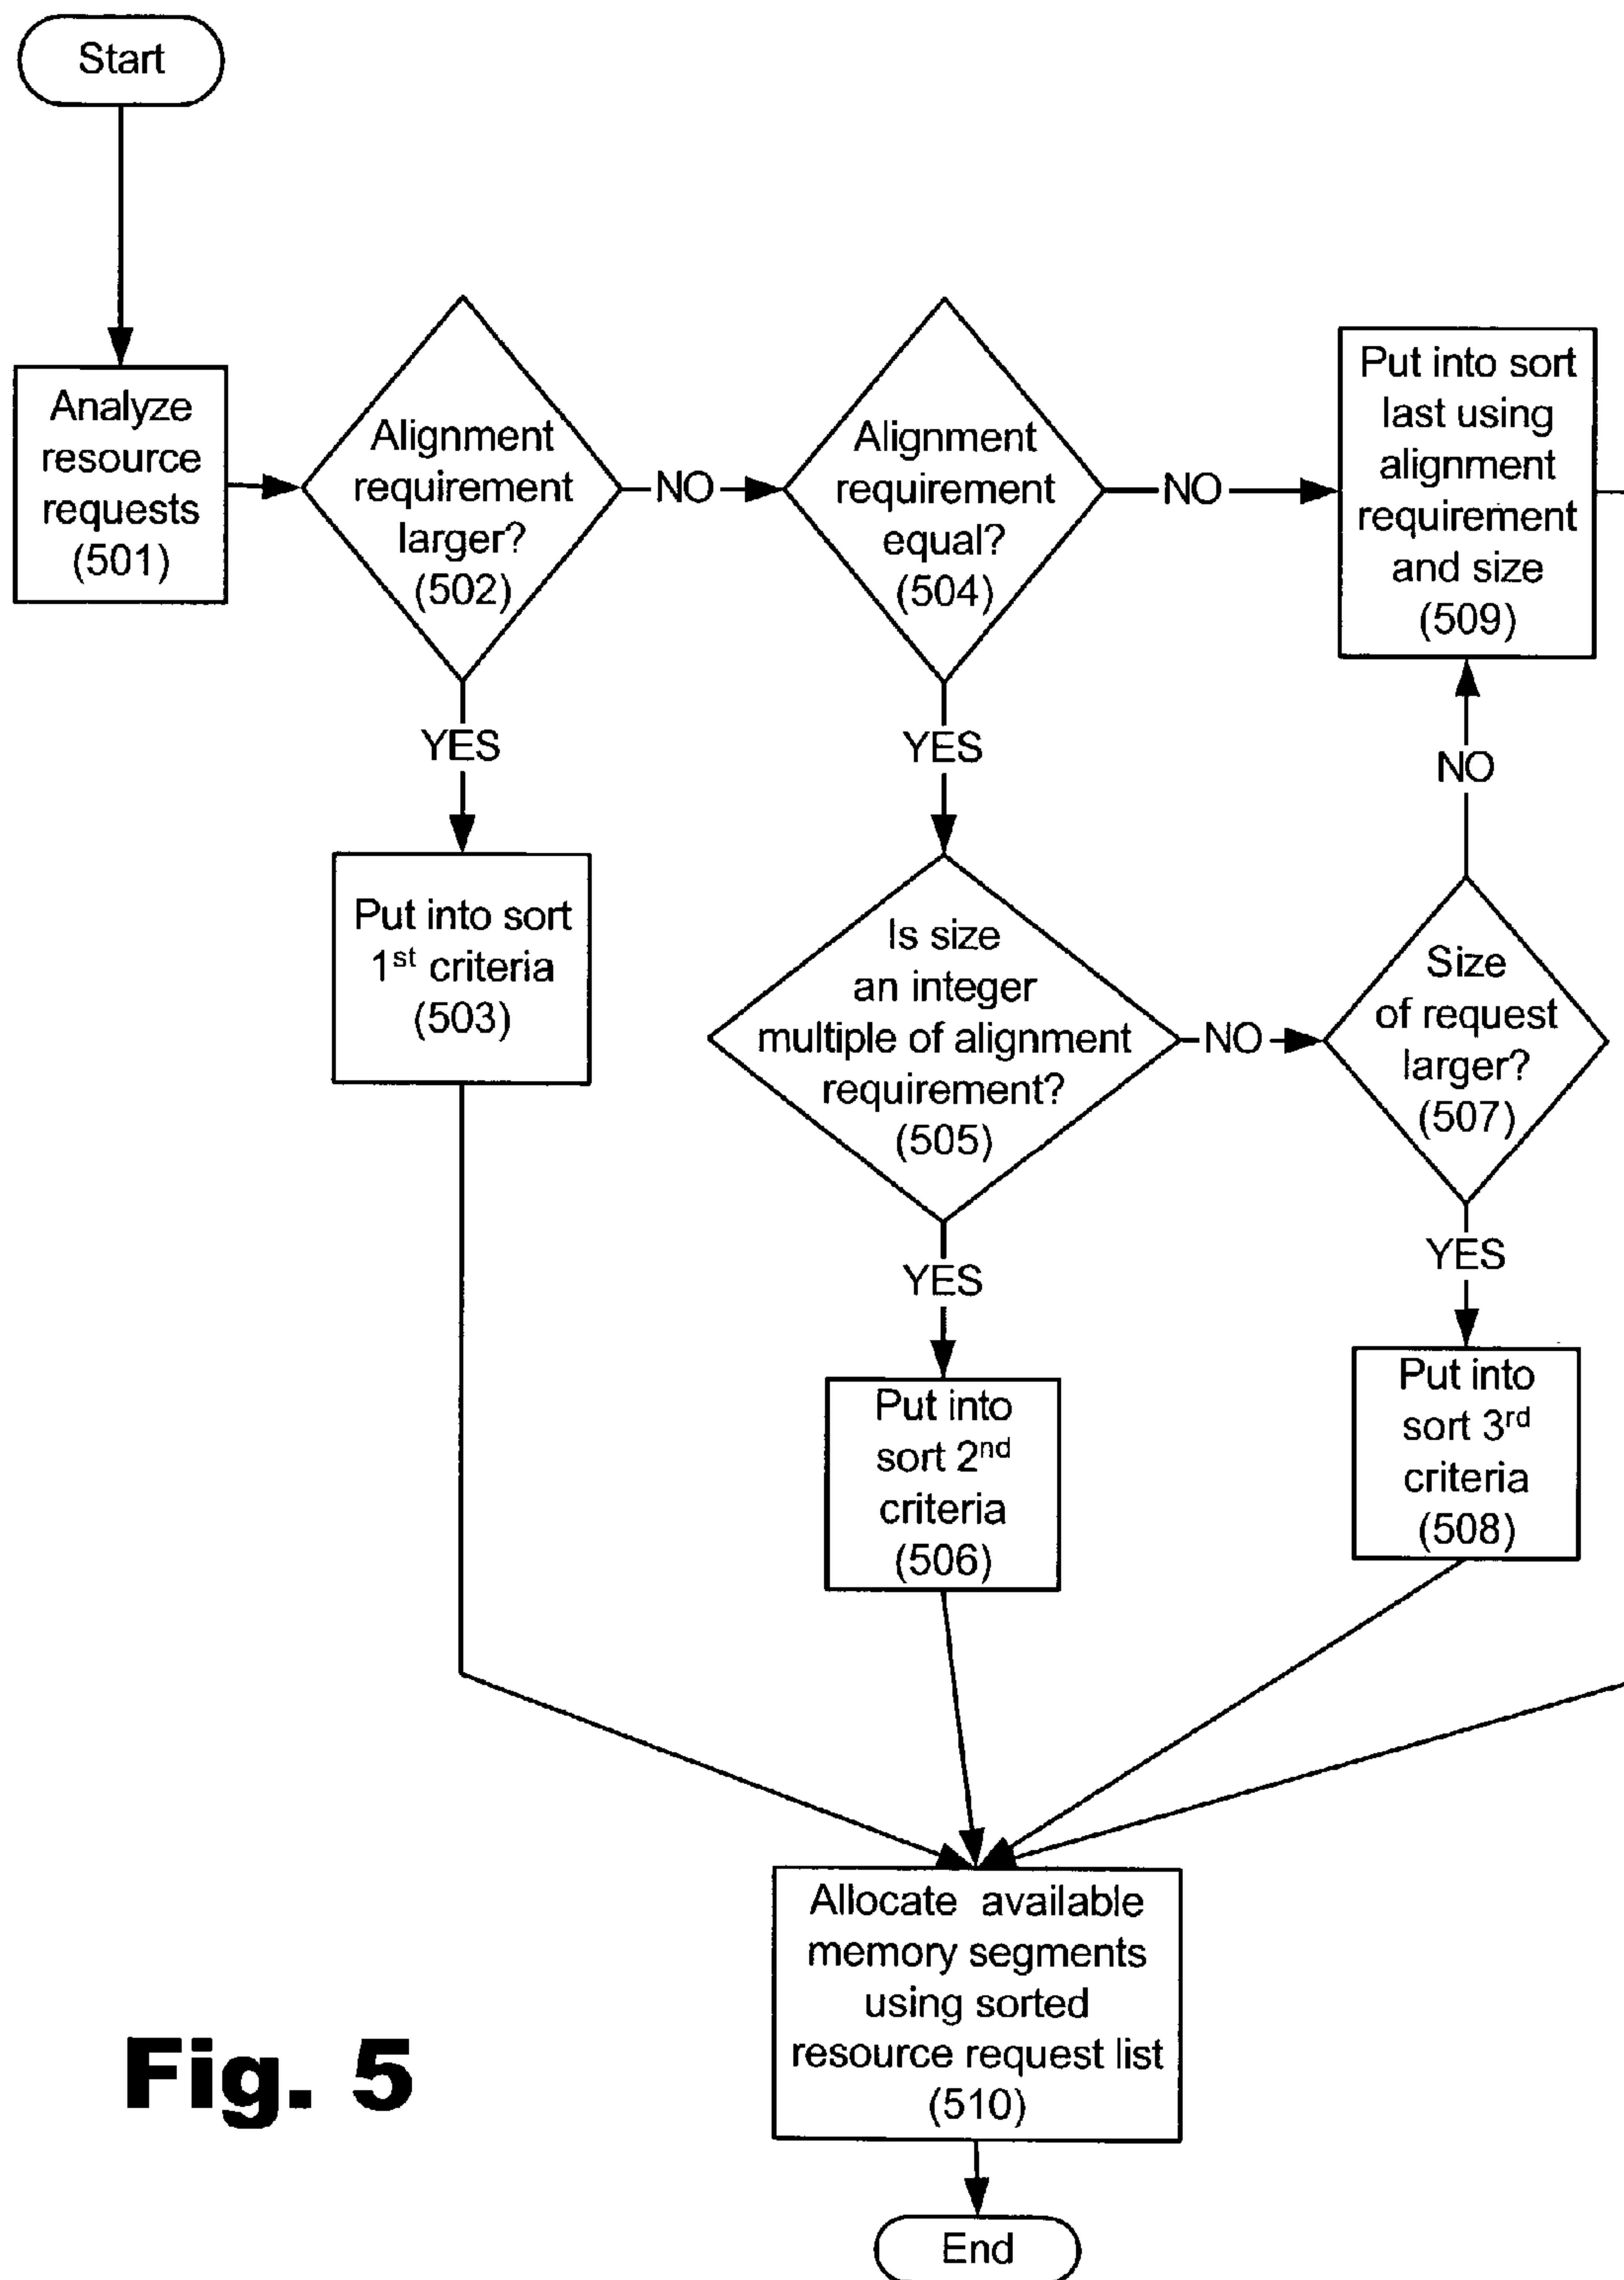 Start
Analyze
resource
requests
(501)
Alignment
requirement
larger?
(502)
NO
Alignment
requirement
equal?
(504)
NO
Put into sort
last using
alignment
requirement
and size
(509)
YES
Put into sort
1st criteria
(503)
YES
NO
Is size
an integer
multiple of alignment
requirement?
(505)
NO
Size
of request
larger?
(507)
YES
Put into
sort 2nd
criteria
(506)
YES
Put into
sort 3rd
criteria
(508)
Allocate available
memory segments
using sorted
resource request list
(510)
End
Fig. 5